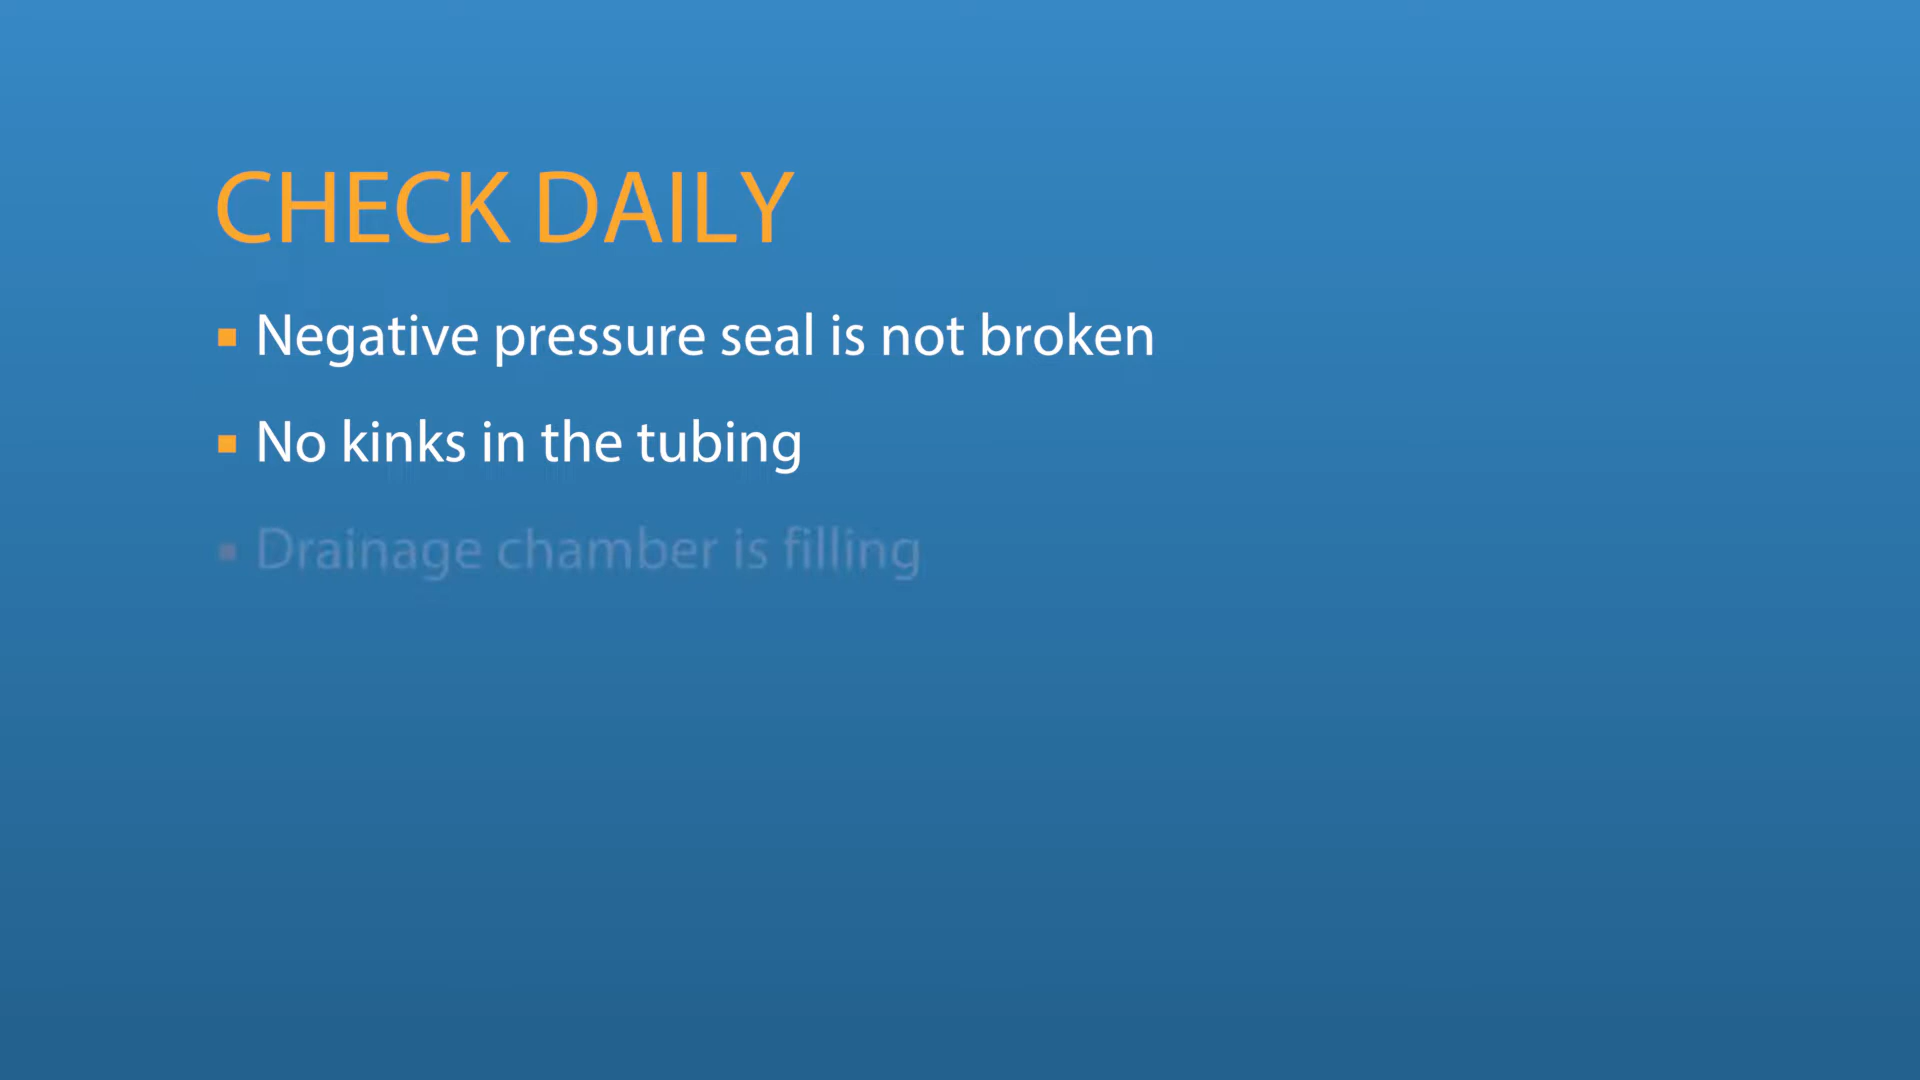 CHECK DAILY
▪ Negative pressure seal is not broken
▪ No kinks in the tubing
▪ Drainage chamber is filling